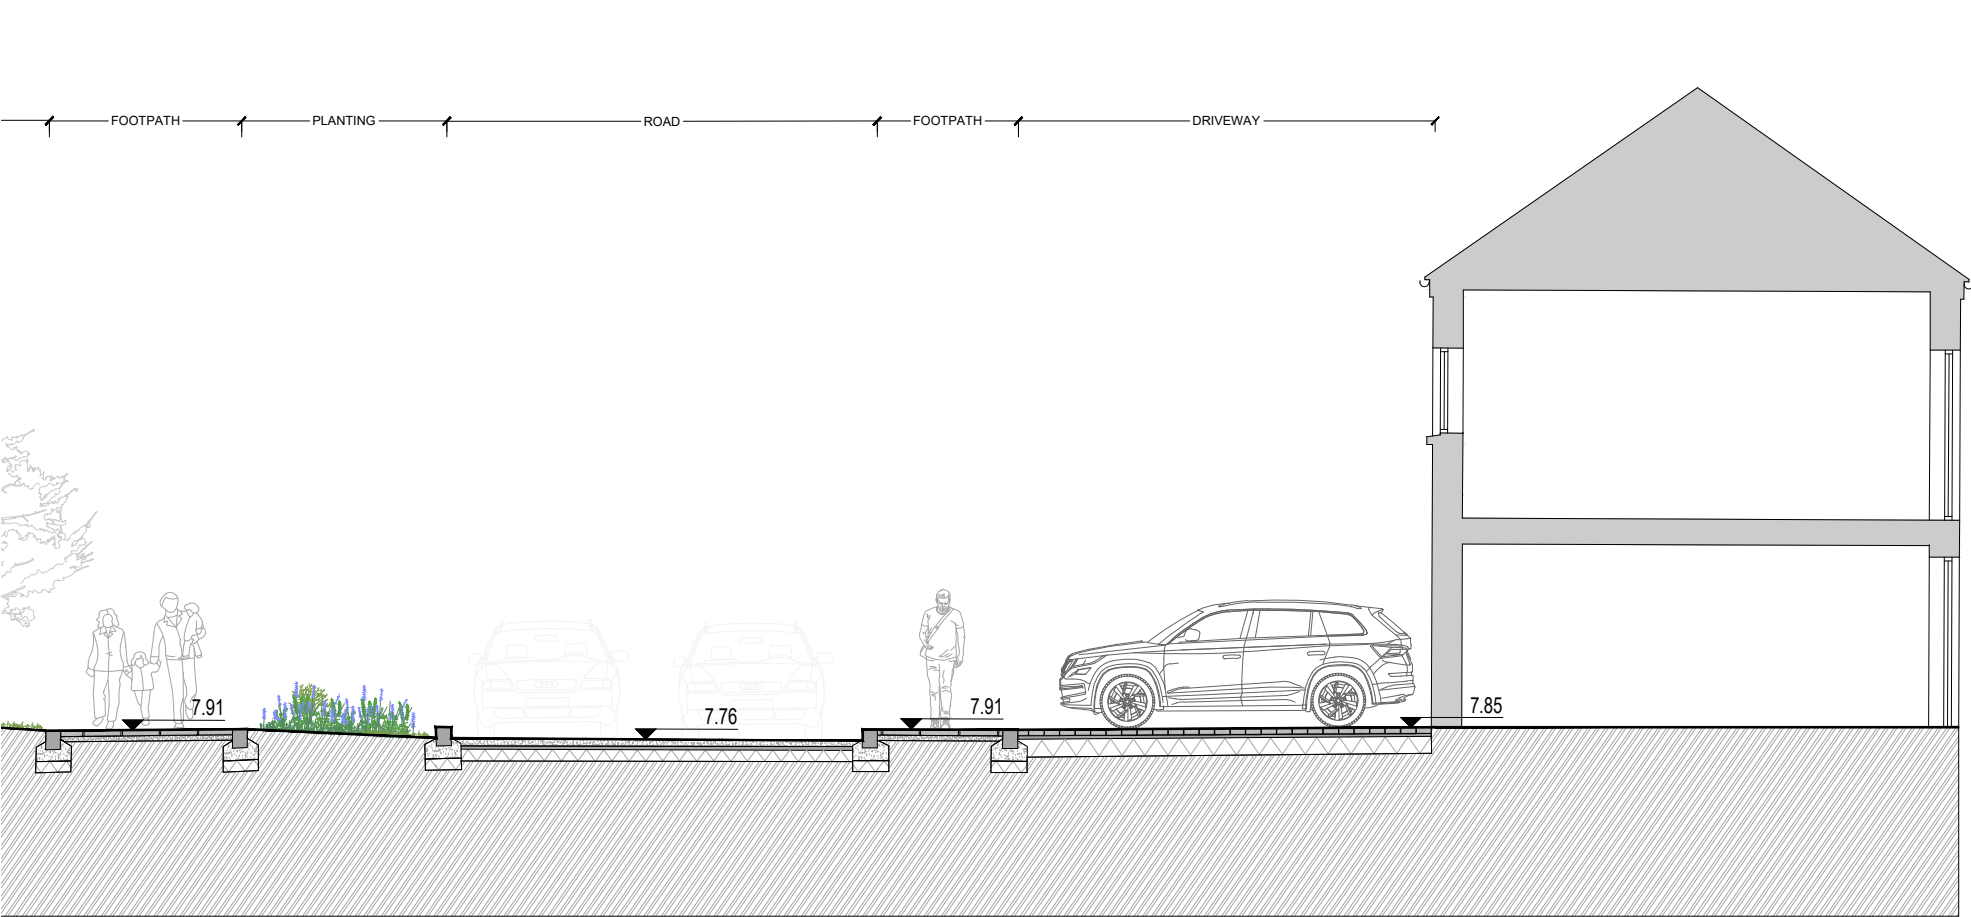 FOOTPATH
PLANTING
ROAD
FOOTPATH
DRIVEWAY
7.91
7.76
7.91
7.85